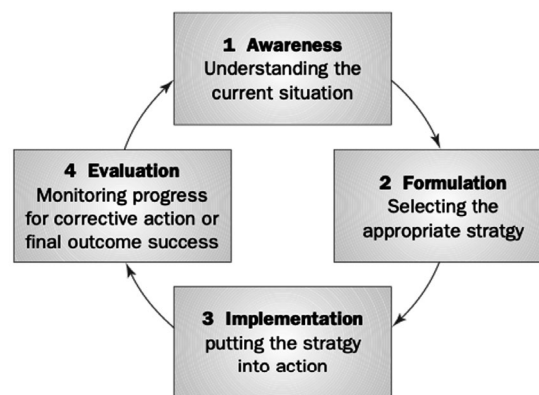 1 Awareness
Understanding the
current situation
2 Formulation
Selecting the
appropriate stratgy
3 Implementation
putting the stratgy
into action
4 Evaluation
Monitoring progress
for corrective action or
final outcome success